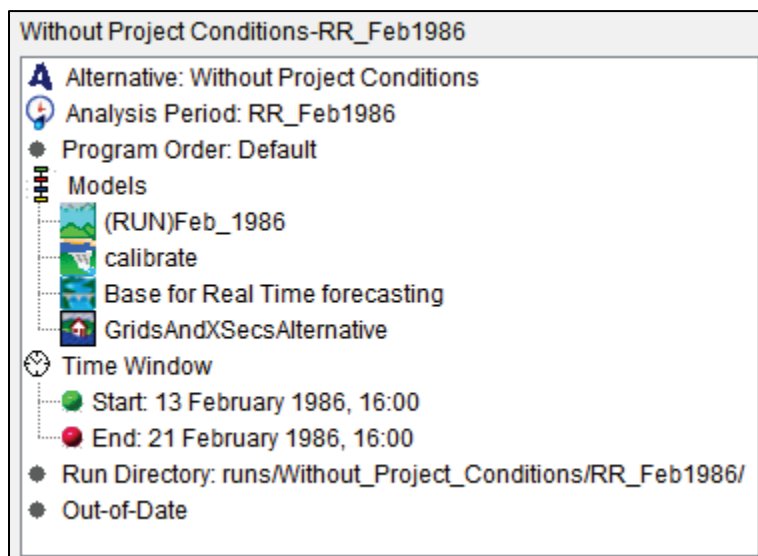 Without Project Conditions-RR_Feb1986
Alternative: Without Project Conditions
Analysis Period: RR_Feb1986
Program Order: Default
Models
(RUN)Feb_1986
calibrate
Base for Real Time forecasting
GridsAndXSecsAlternative
Time Window
Start: 13 February 1986, 16:00
End: 21 February 1986, 16:00
Run Directory: runs/Without_Project_Conditions/RR_Feb1986/
Out-of-Date